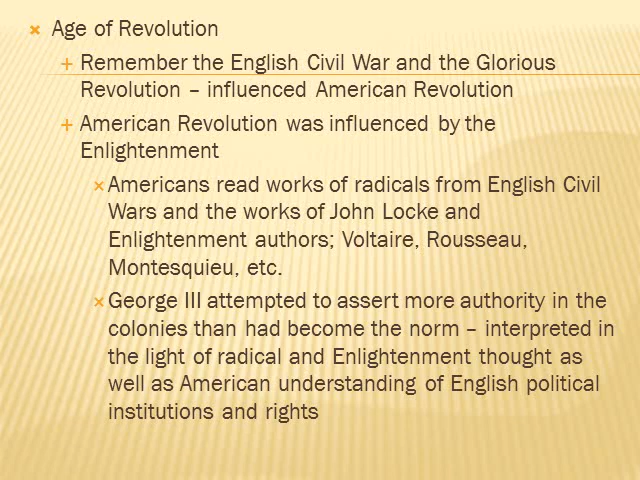 Age of Revolution
Remember the English Civil War and the Glorious
Revolution – influenced American Revolution
American Revolution was influenced by the
Enlightenment
Americans read works of radicals from English Civil
Wars and the works of John Locke and
Enlightenment authors; Voltaire, Rousseau,
Montesquieu, etc.
George III attempted to assert more authority in the
colonies than had become the norm – interpreted in
the light of radical and Enlightenment thought as
well as American understanding of English political
institutions and rights